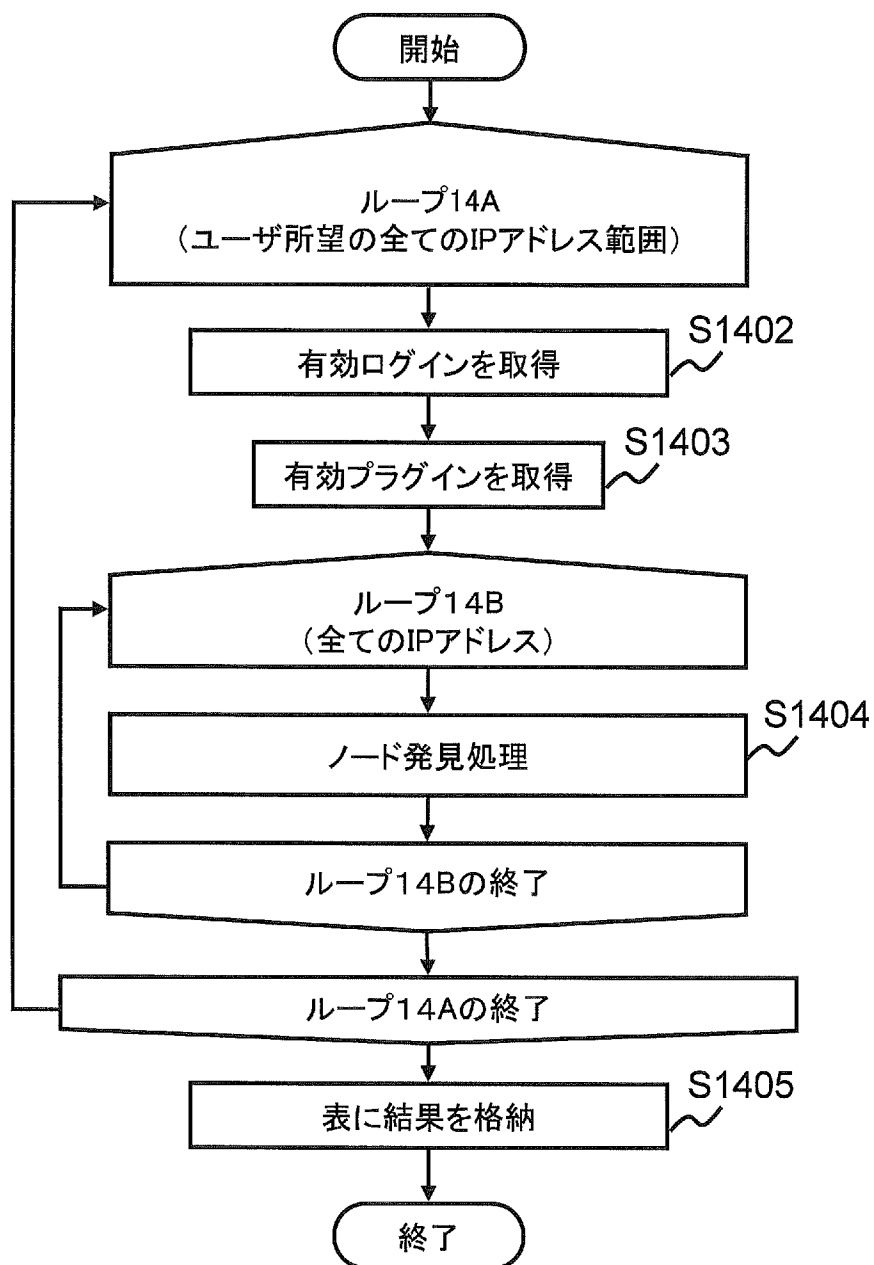 開始
ループ14A
（ユーザ所望の全てのIPアドレス範囲）
S1402
有効ログインを取得
S1403
有効プラグインを取得
ループ14B
（全てのIPアドレス）
S1404
ノード発見処理
ループ14Bの終了
ループ14Aの終了
S1405
表に結果を格納
終了